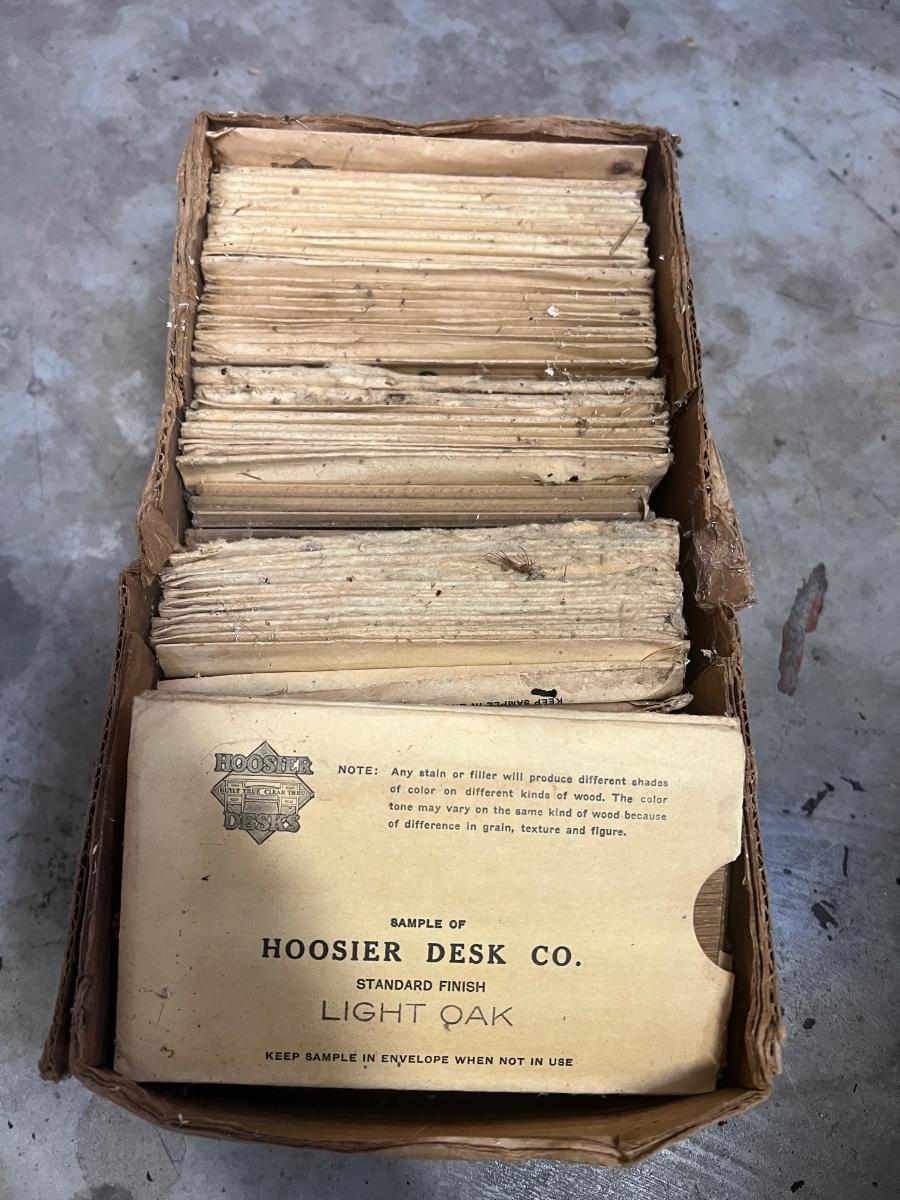 KEEP SAMPLE IN
HOOSIER
BUILT TRUE CLEAR THRU
DESKS
NOTE: Any stain or filler will produce different shades
of color on different kinds of wood. The color
tone may vary on the same kind of wood because
of difference in grain, texture and figure.
SAMPLE OF
HOOSIER DESK CO.
STANDARD FINISH
LIGHT OAK
KEEP SAMPLE IN ENVELOPE WHEN NOT IN USE